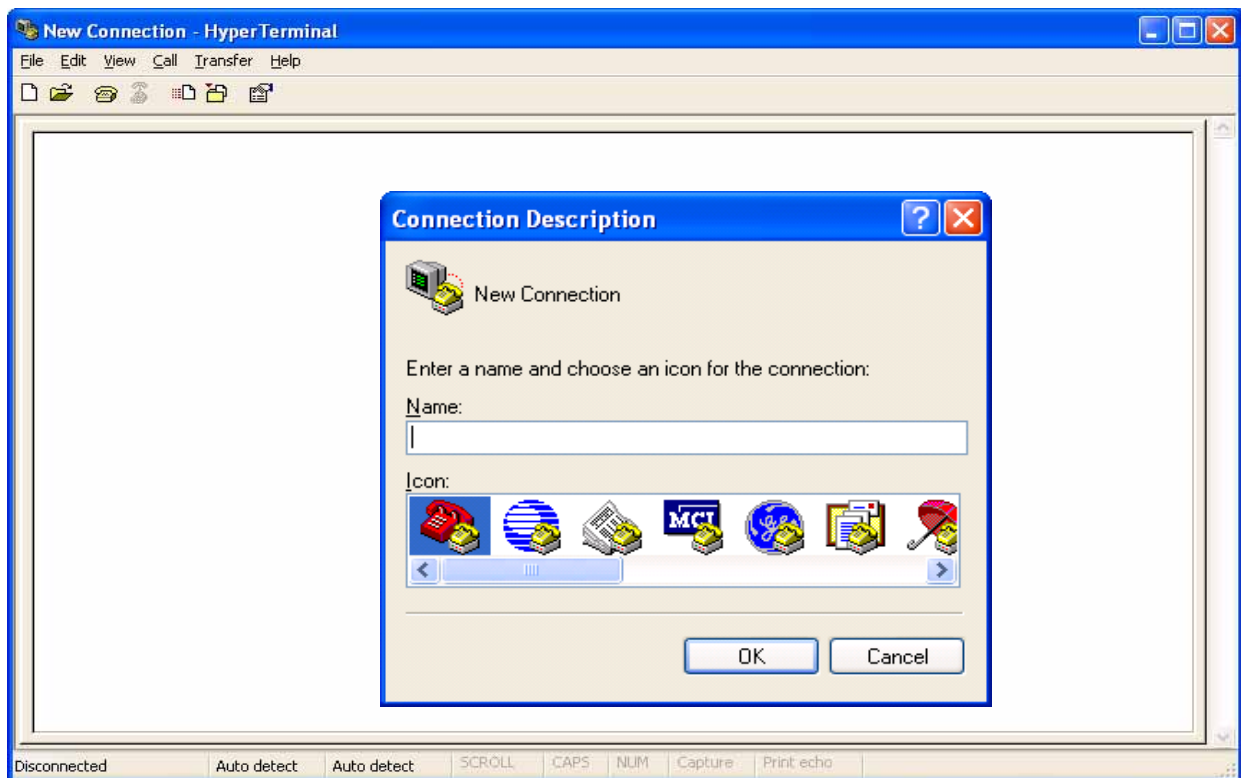 New Connection - HyperTerminal
File Edit View Call Transfer Help
Connection Description
New Connection
Enter a name and choose an icon for the connection:
Name:
Icon:
MCI
OK Cancel
Disconnected Auto detect Auto detect SCROLL CAPS NUM Capture Print echo